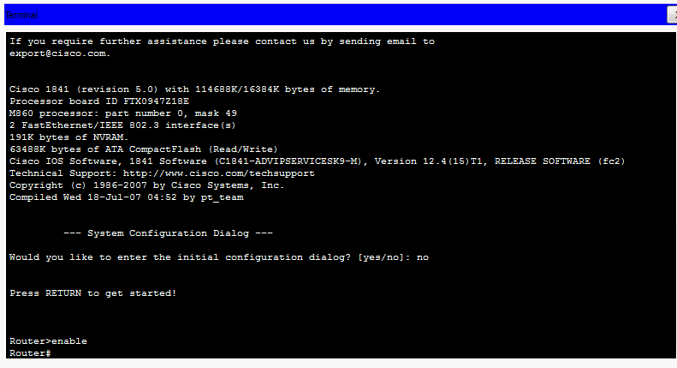 Terminal
X
If you require further assistance please contact us by sending email to
export@cisco.com.
Cisco 1841 (revision 5.0) with 114688K/16384K bytes of memory.
Processor board ID FTX0947Z18E
M860 processor: part number 0, mask 49
2 FastEthernet/IEEE 802.3 interface(s)
191K bytes of NVRAM.
63488K bytes of ATA CompactFlash (Read/Write)
Cisco IOS Software, 1841 Software (C1841-ADVIPSERVICESK9-M), Version 12.4(15)T1, RELEASE SOFTWARE (fc2)
Technical Support: http://www.cisco.com/techsupport
Copyright (c) 1986-2007 by Cisco Systems, Inc.
Compiled Wed 18-Jul-07 04:52 by pt_team
--- System Configuration Dialog ---
Would you like to enter the initial configuration dialog? [yes/no]: no
Press RETURN to get started!
Router>enable
Router#